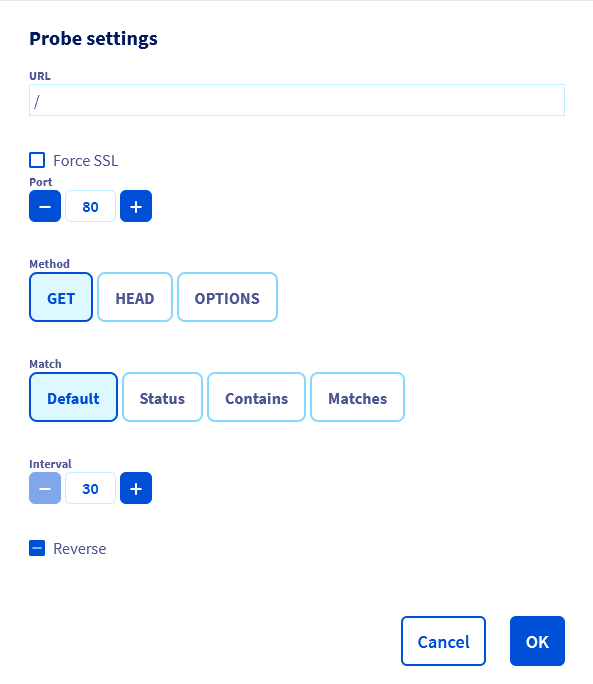 Probe settings
URL
/
Force SSL
Port
80
Method
GET HEAD OPTIONS
Match
Default Status Contains Matches
Interval
30
Reverse
Cancel OK